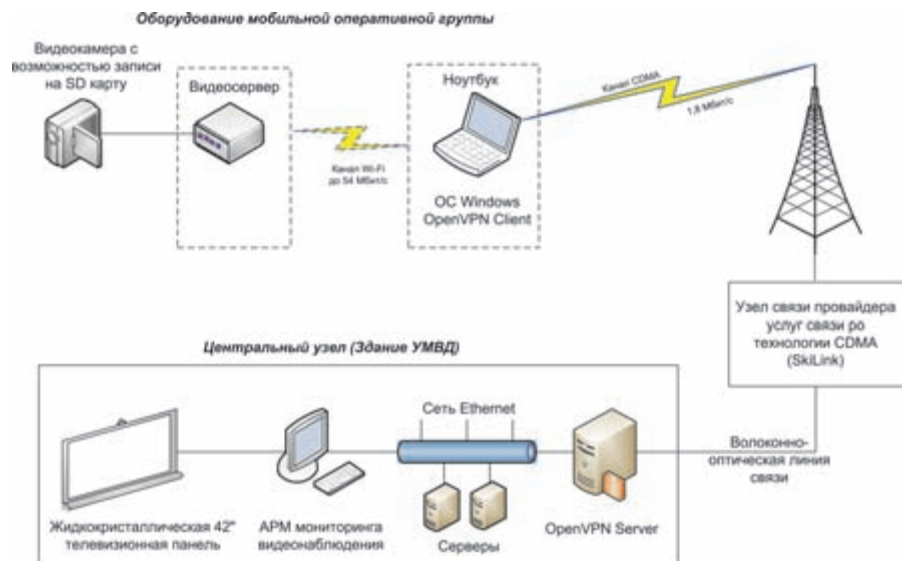 Оборудование мобильной оперативной группы
Видеокамера с
возможностью записи
на SD карту
Видеосервер
Канал Wi-Fi
до 54 Мбит/с
Ноутбук
ОС Windows
OpenVPN Client
Канал CDMA
1,8 Мбит/с
Узел связи провайдера
услуг связи ро
технологии CDMA
(SkiLink)
Центральный узел (Здание УМВД)
Сеть Ethernet
Волоконно-
оптическая линия
связи
Жидкокристаллическая 42"
телевизионная панель
АРМ мониторинга
видеонаблюдения
Серверы
OpenVPN Server